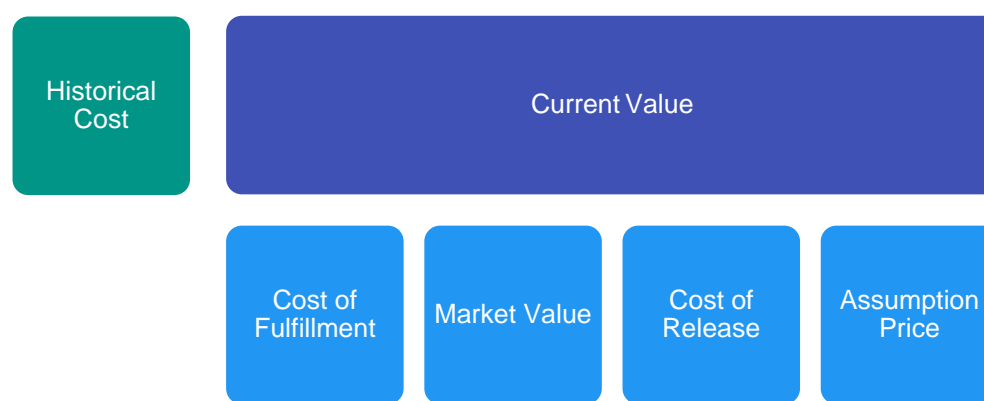 Historical
Cost
Current Value
Cost of
Fulfillment
Market Value
Cost of
Release
Assumption
Price